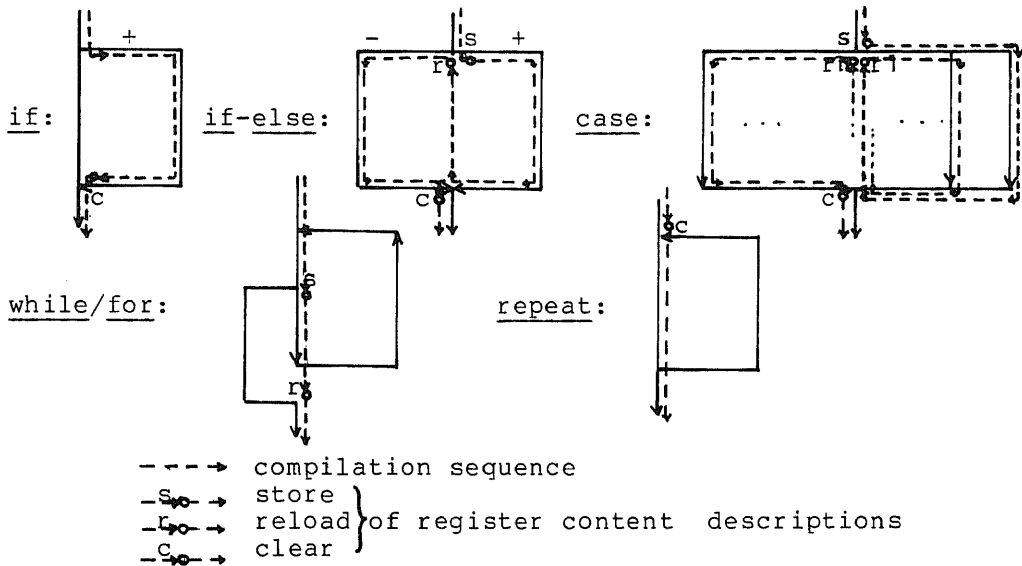 +
- s +
r
s
r r
if:
if-else:
case:
... ...
c
c
c
c
s
while/for:
repeat:
r
compilation sequence
s store
r reload } of register content descriptions
c clear